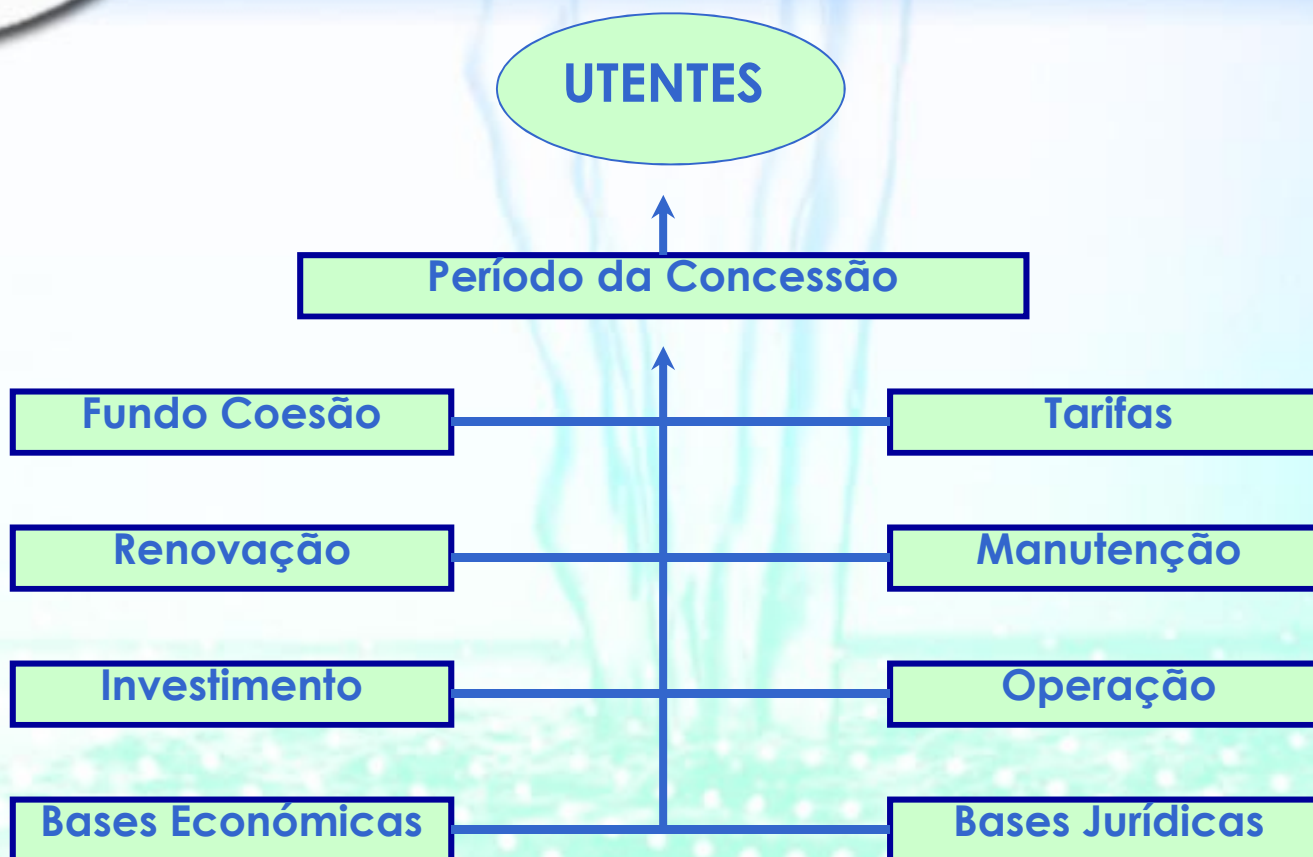 UTENTES
Período da Concessão
Fundo Coesão
Tarifas
Renovação
Manutenção
Investimento
Operação
Bases Económicas
Bases Jurídicas